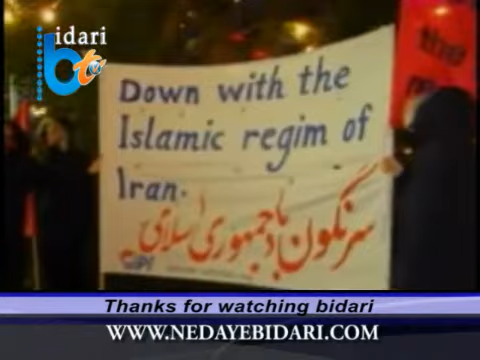 bidari
tv
Down with the
Islamic regim of
Iran.
سرنگون باد جمهوری اسلامی
the
Thanks for watching bidari
WWW.NEDAYEBIDARI.COM